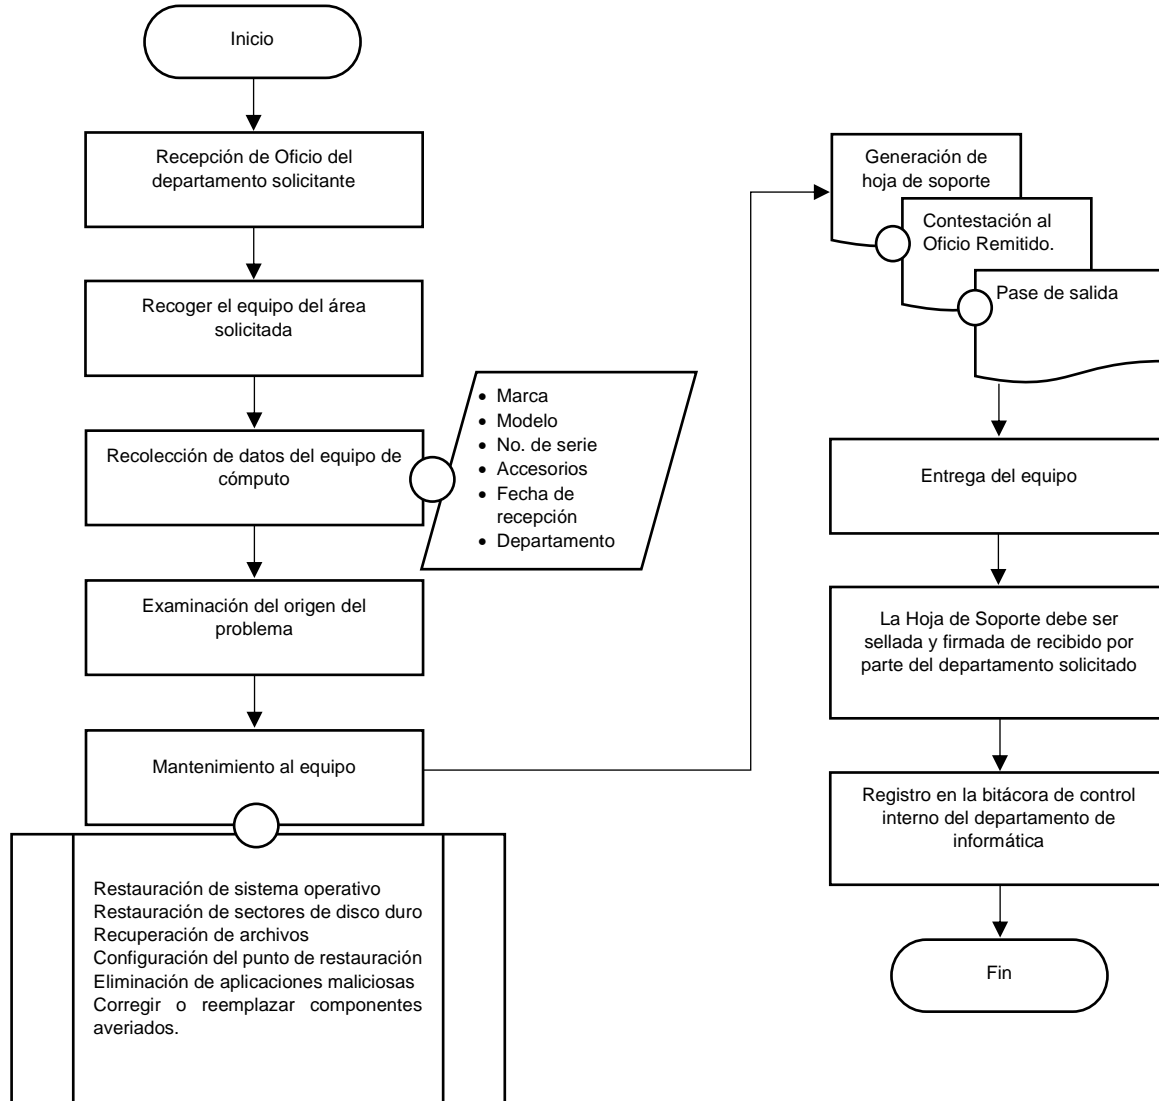 Inicio
Recepción de Oficio del
departamento solicitante
Recoger el equipo del área
solicitada
Recolección de datos del equipo de
cómputo
• Marca
• Modelo
• No. de serie
• Accesorios
• Fecha de
recepción
• Departamento
Examinación del origen del
problema
Mantenimiento al equipo
Restauración de sistema operativo
Restauración de sectores de disco duro
Recuperación de archivos
Configuración del punto de restauración
Eliminación de aplicaciones maliciosas
Corregir o reemplazar componentes
averiados.
Generación de
hoja de soporte
Contestación al
Oficio Remitido.
Pase de salida
Entrega del equipo
La Hoja de Soporte debe ser
sellada y firmada de recibido por
parte del departamento solicitado
Registro en la bitácora de control
interno del departamento de
informática
Fin